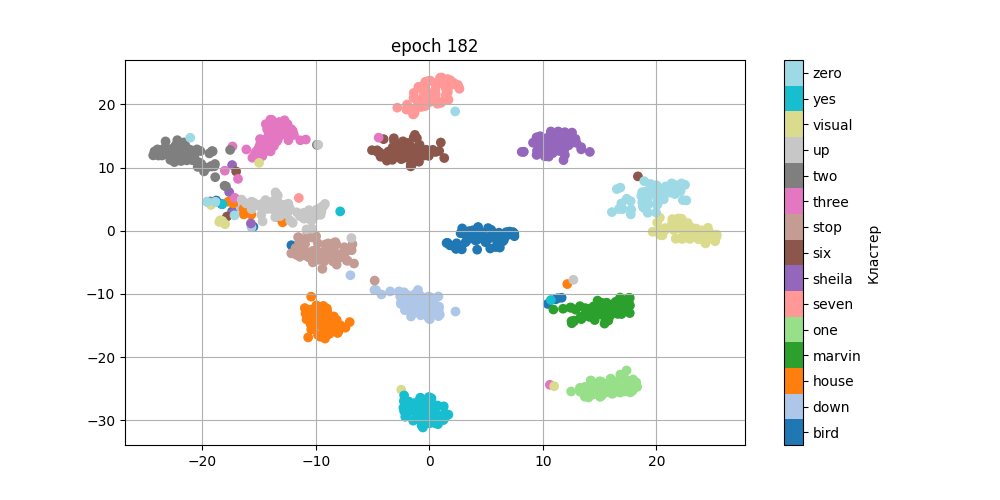 epoch 182
20
10
0
−10
−20
−30
−20
−10
0
10
20
zero
yes
visual
up
two
three
stop
six
sheila
seven
one
marvin
house
down
bird
Кластер